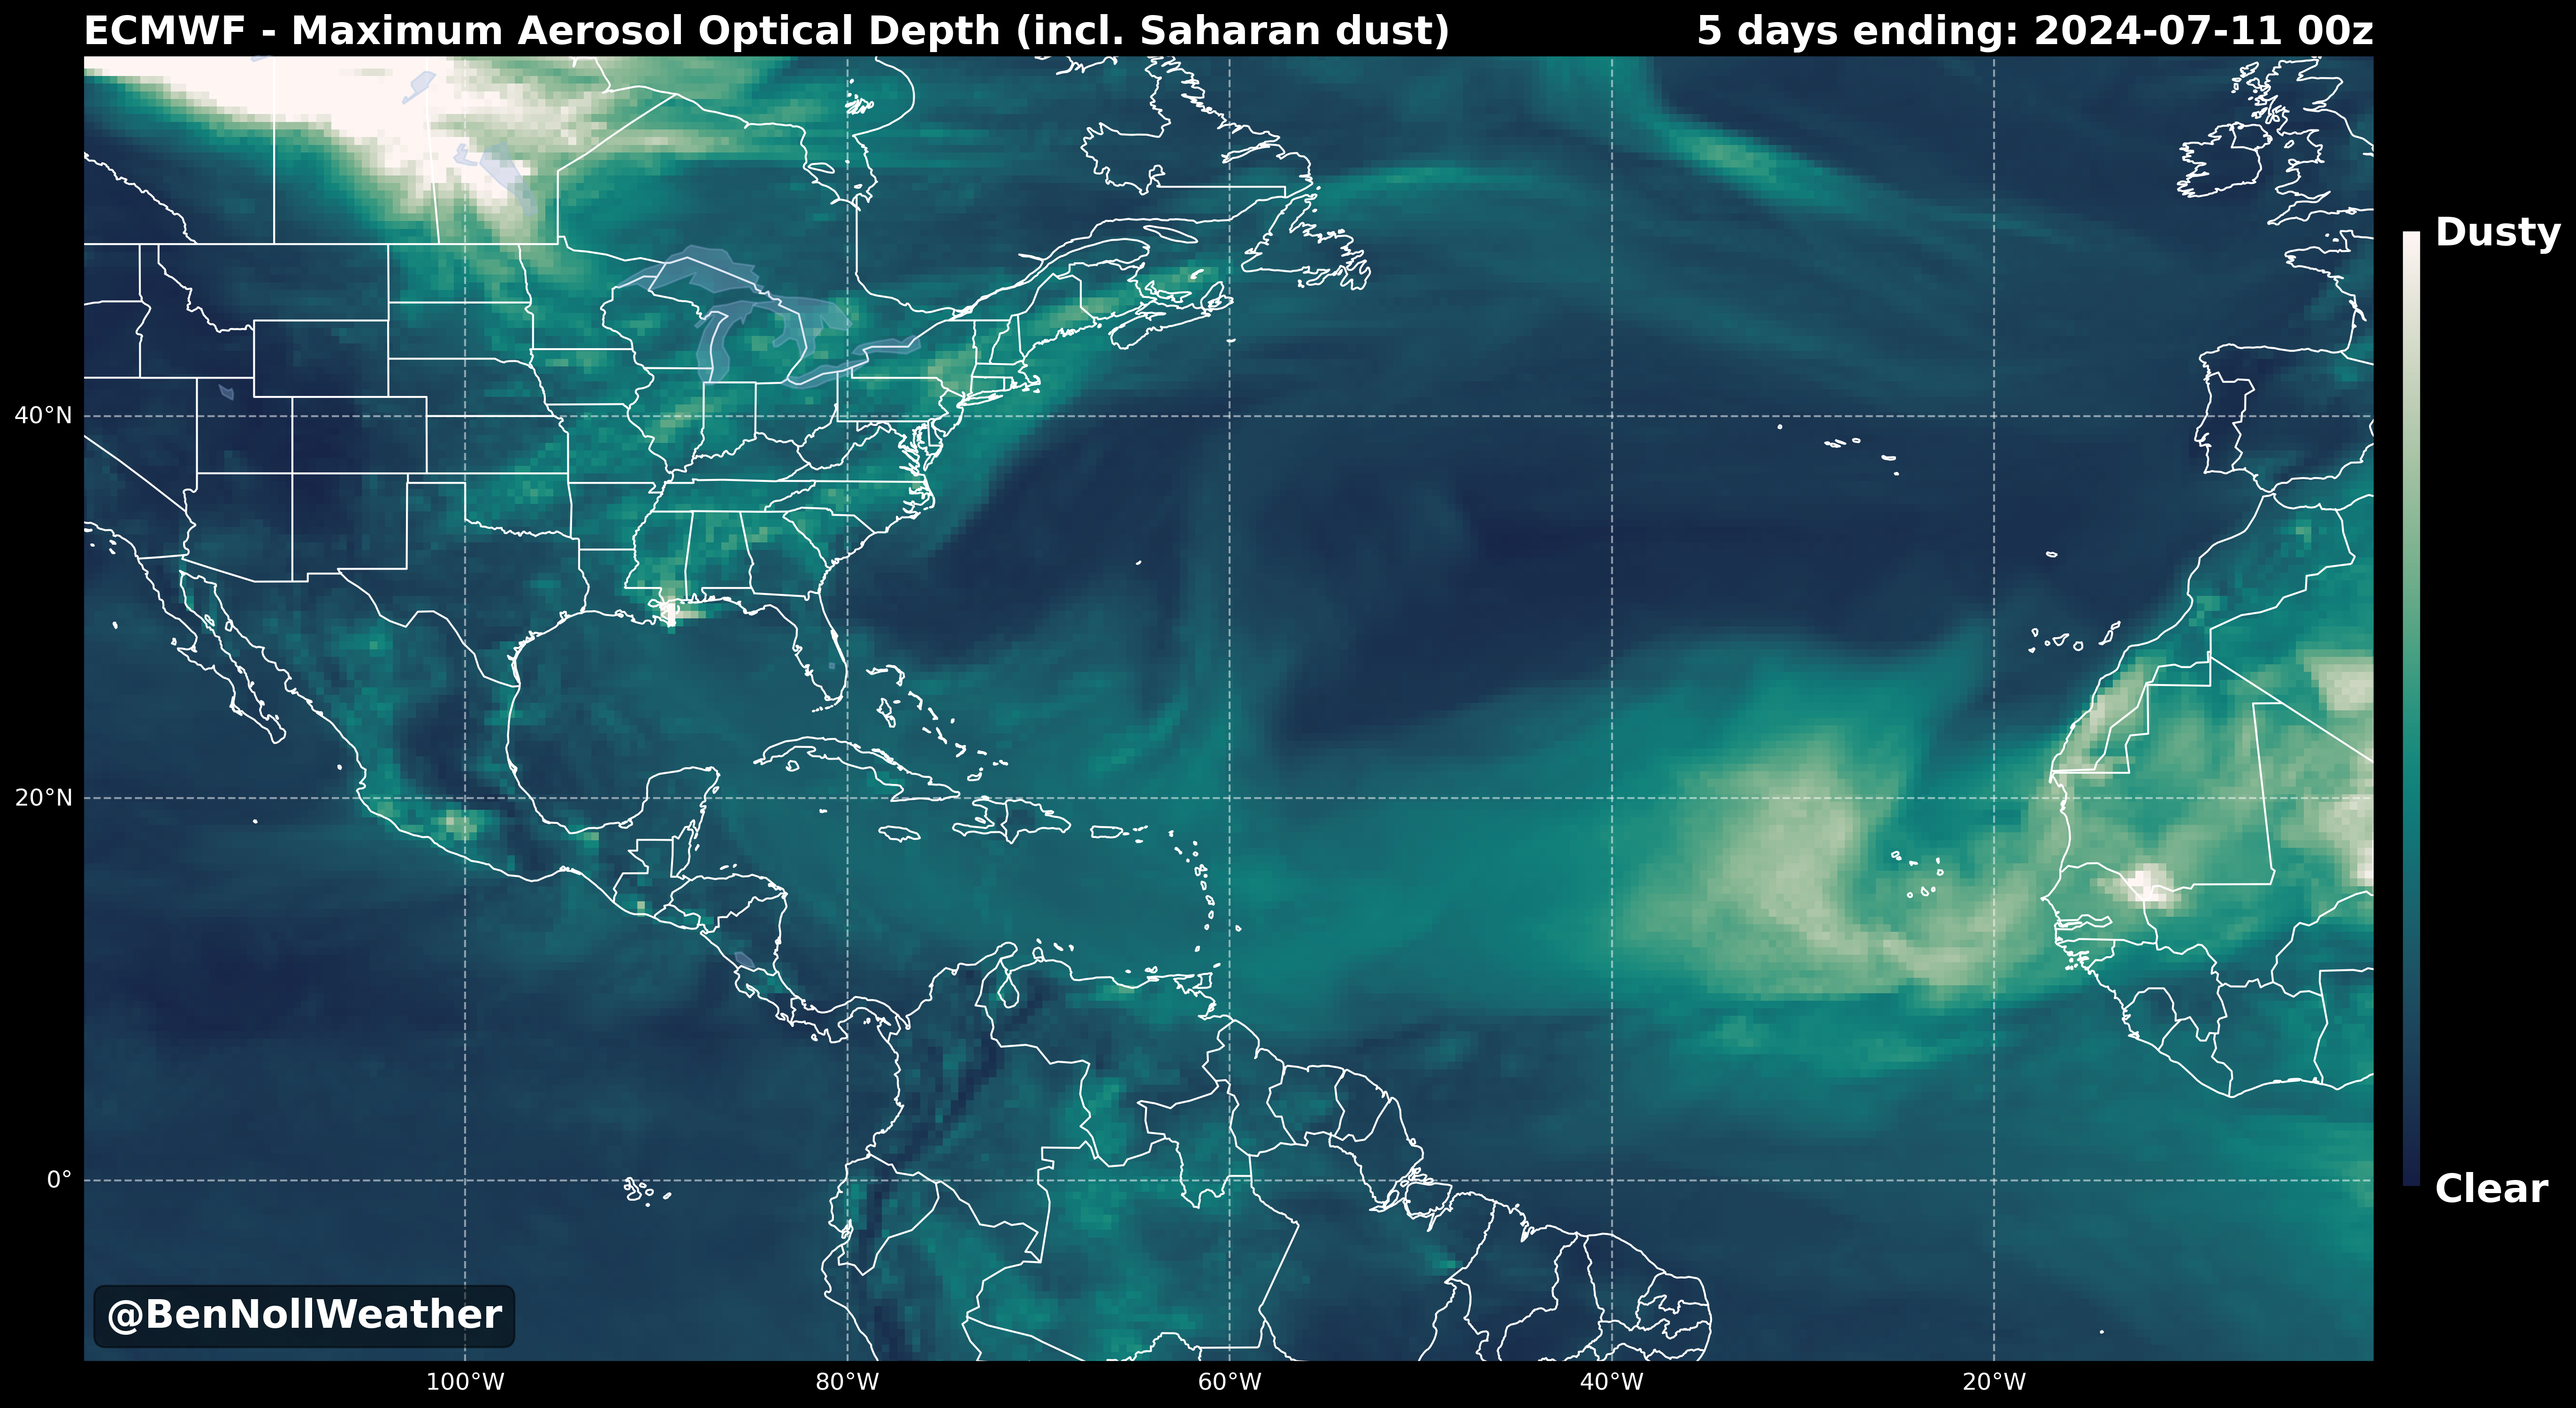 ECMWF - Maximum Aerosol Optical Depth (incl. Saharan dust)
5 days ending: 2024-07-11 00z
Dusty
40°N
20°N
0°
Clear
@BenNollWeather
100°W
80°W
60°W
40°W
20°W